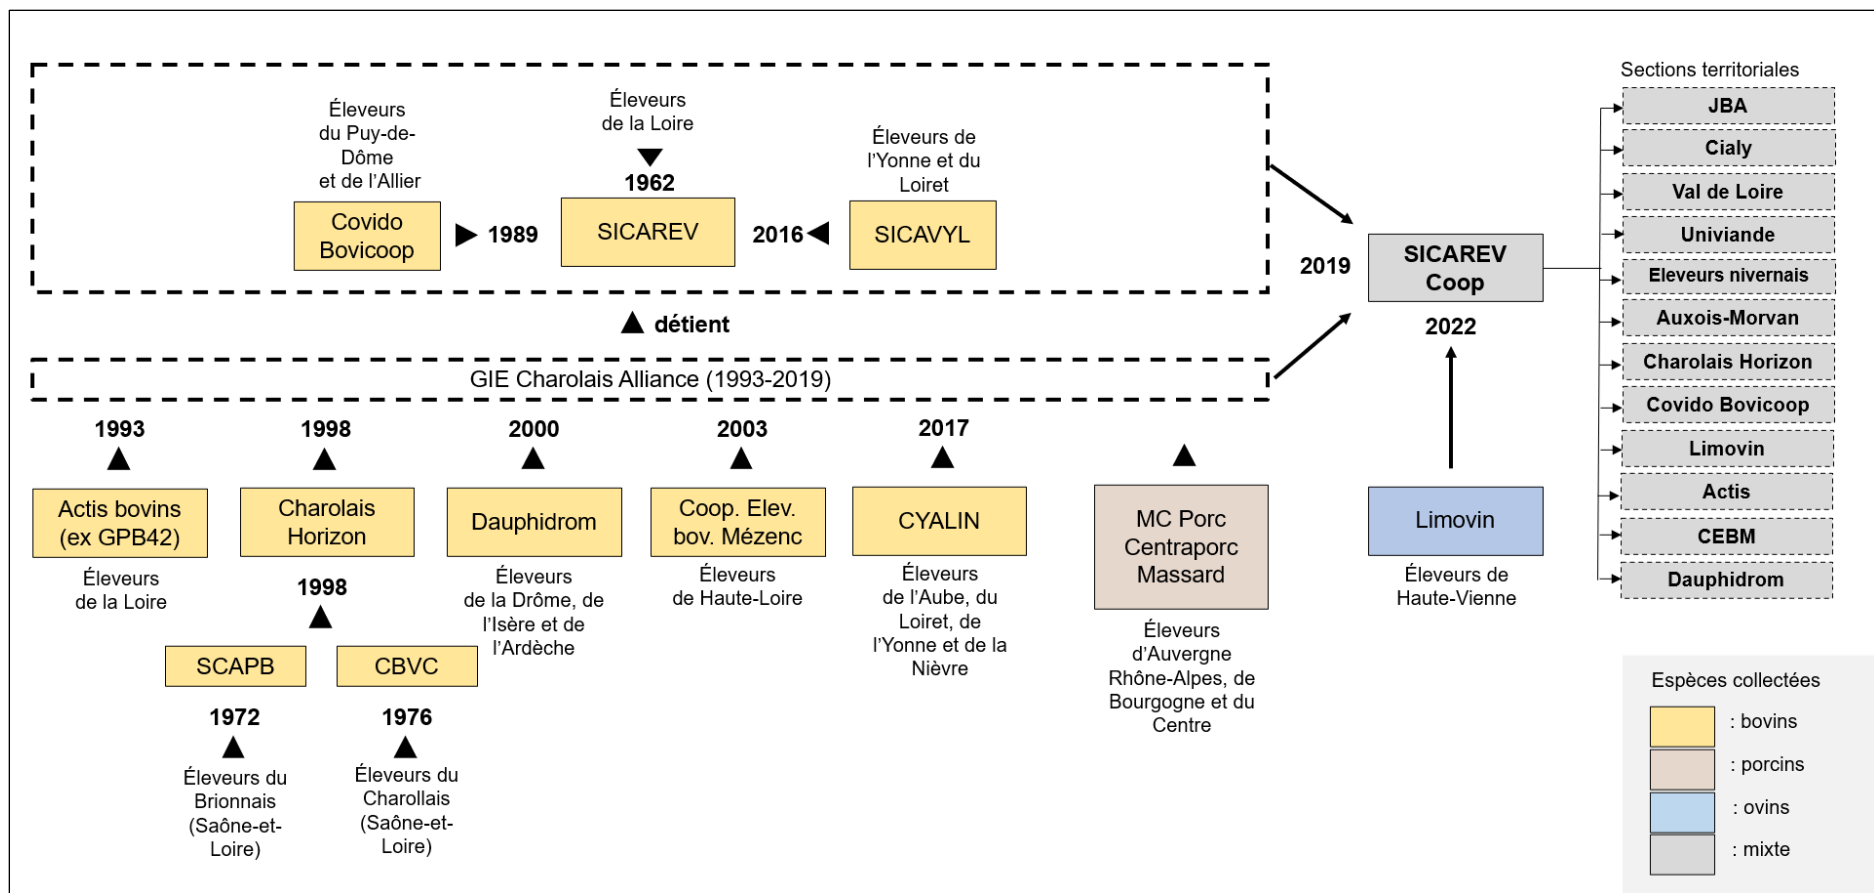 Éleveurs
du Puy-de-
Dôme
et de l'Allier
Covido
Bovicoop
1989
Éleveurs
de la Loire
1962
SICAREV
2016
Éleveurs de
l'Yonne et du
Loiret
SICAVYL
détient
GIE Charolais Alliance (1993-2019)
1993
Actis bovins
(ex GPB42)
Éleveurs
de la Loire
1998
Charolais
Horizon
1998
SCAPB
1972
Éleveurs du
Brionnais
(Saône-et-
Loire)
CBVC
1976
Éleveurs du
Charollais
(Saône-et-
Loire)
2000
Dauphidrom
Éleveurs
de la Drôme, de
l'Isère et de
l'Ardèche
2003
Coop. Elev.
bov. Mézenc
Éleveurs
de Haute-Loire
2017
CYALIN
Éleveurs
de l'Aube, du
Loiret, de
l'Yonne et de la
Nièvre
MC Porc
Centraporc
Massard
Éleveurs
d'Auvergne
Rhône-Alpes, de
Bourgogne et du
Centre
2019
SICAREV
Coop
2022
Limovin
Éleveurs de
Haute-Vienne
Sections territoriales
JBA
Cialy
Val de Loire
Univiande
Eleveurs nivernais
Auxois-Morvan
Charolais Horizon
Covido Bovicoop
Limovin
Actis
CEBM
Dauphidrom
Espèces collectées
: bovins
: porcins
: ovins
: mixte